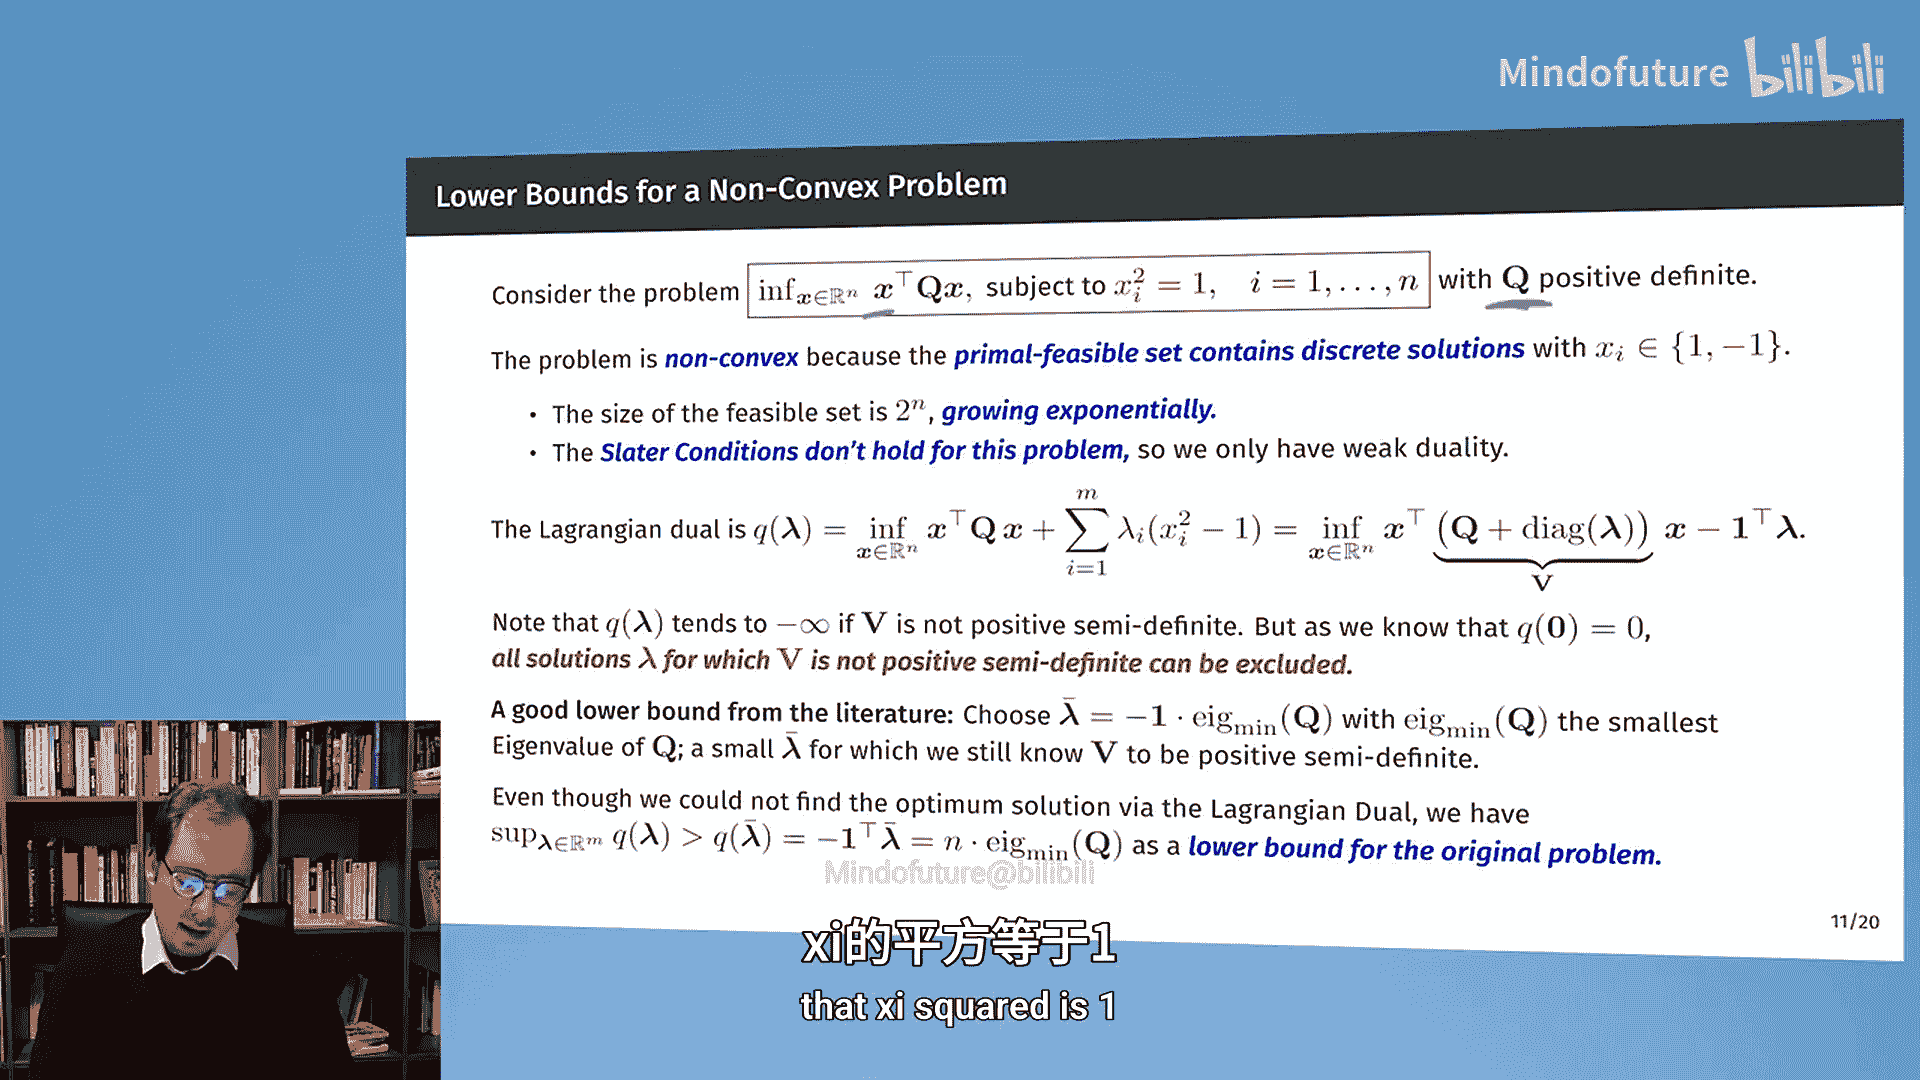 Mindofuture bilibili
Lower Bounds for a Non-Convex Problem
Consider the problem inf_{x∈ℝⁿ} x^⊤Qx, subject to x_i² = 1, i = 1, . . . , n with Q positive definite.
The problem is non-convex because the primal-feasible set contains discrete solutions with x_i ∈ {1, −1}.
• The size of the feasible set is 2ⁿ, growing exponentially.
• The Slater Conditions don't hold for this problem, so we only have weak duality.
The Lagrangian dual is q(λ) = inf_{x∈ℝⁿ} x^⊤Q x + ∑_{i=1}^{m} λ_i(x_i² − 1) = inf_{x∈ℝⁿ} x^⊤ (Q + diag(λ)) x − 1^⊤λ.
V
Note that q(λ) tends to −∞ if V is not positive semi-definite. But as we know that q(0) = 0,
all solutions λ for which V is not positive semi-definite can be excluded.
A good lower bound from the literature: Choose λ̄ = −1 · eig_min(Q) with eig_min(Q) the smallest
Eigenvalue of Q; a small λ̄ for which we still know V to be positive semi-definite.
Even though we could not find the optimum solution via the Lagrangian Dual, we have
sup_{λ∈ℝᵐ} q(λ) > q(λ̄) = −1^⊤λ̄ = n · eig_min(Q) as a lower bound for the original problem.
Mindofuture@bilibili
11/20
xi的平方等于1
that xi squared is 1